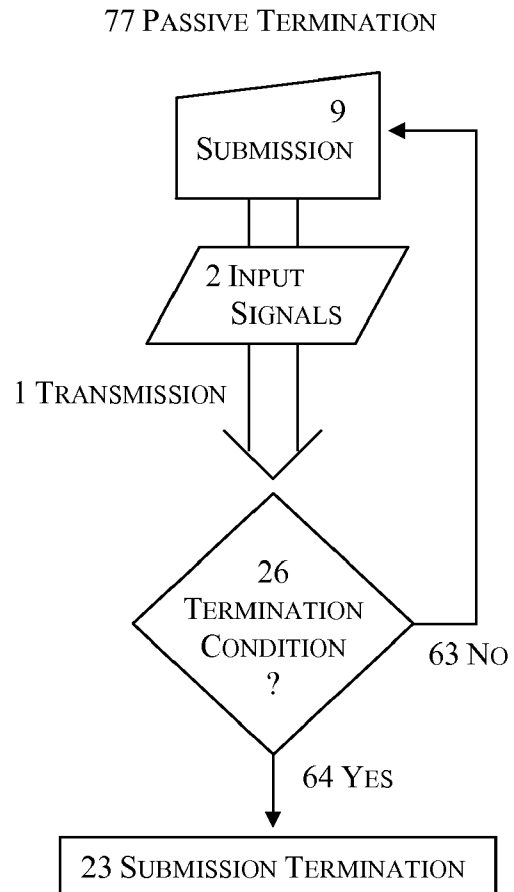 77 PASSIVE TERMINATION
9
SUBMISSION
2 INPUT
SIGNALS
1 TRANSMISSION
26
TERMINATION
CONDITION
?
63 NO
64 YES
23 SUBMISSION TERMINATION